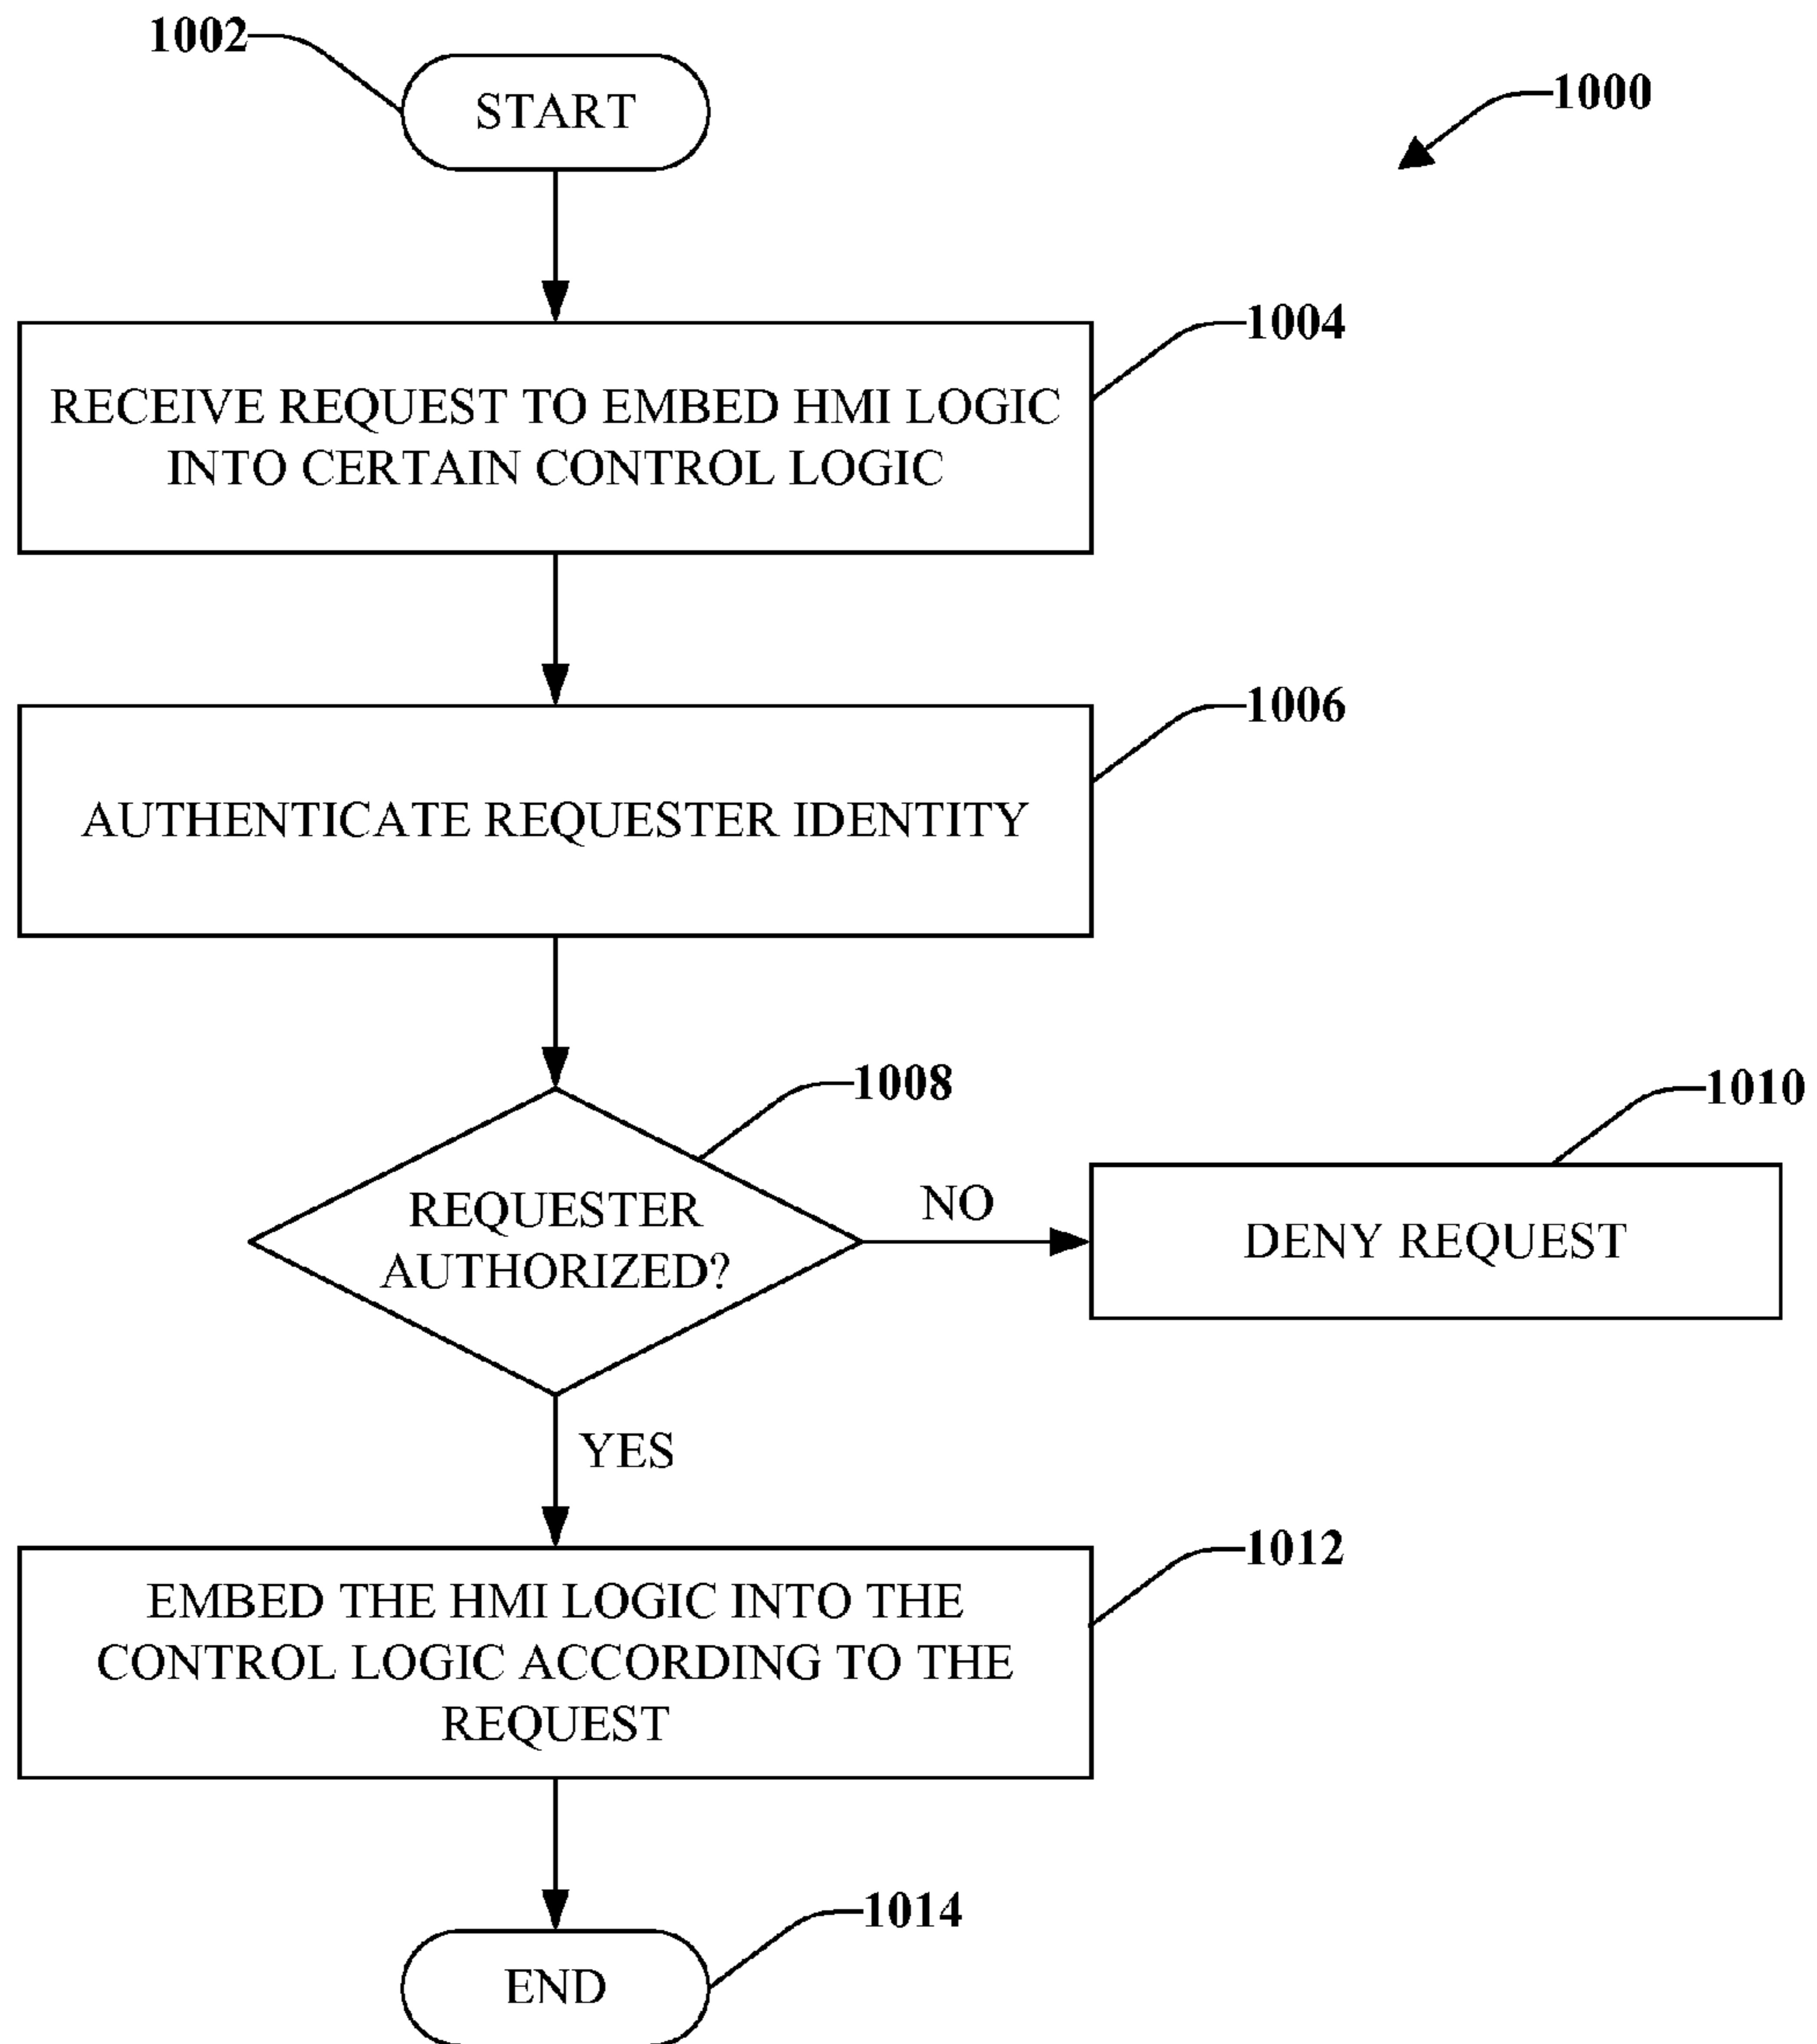 1002
START
1000
1004
RECEIVE REQUEST TO EMBED HMI LOGIC
INTO CERTAIN CONTROL LOGIC
1006
AUTHENTICATE REQUESTER IDENTITY
1008
1010
REQUESTER
AUTHORIZED?
NO
DENY REQUEST
YES
1012
EMBED THE HMI LOGIC INTO THE
CONTROL LOGIC ACCORDING TO THE
REQUEST
1014
END